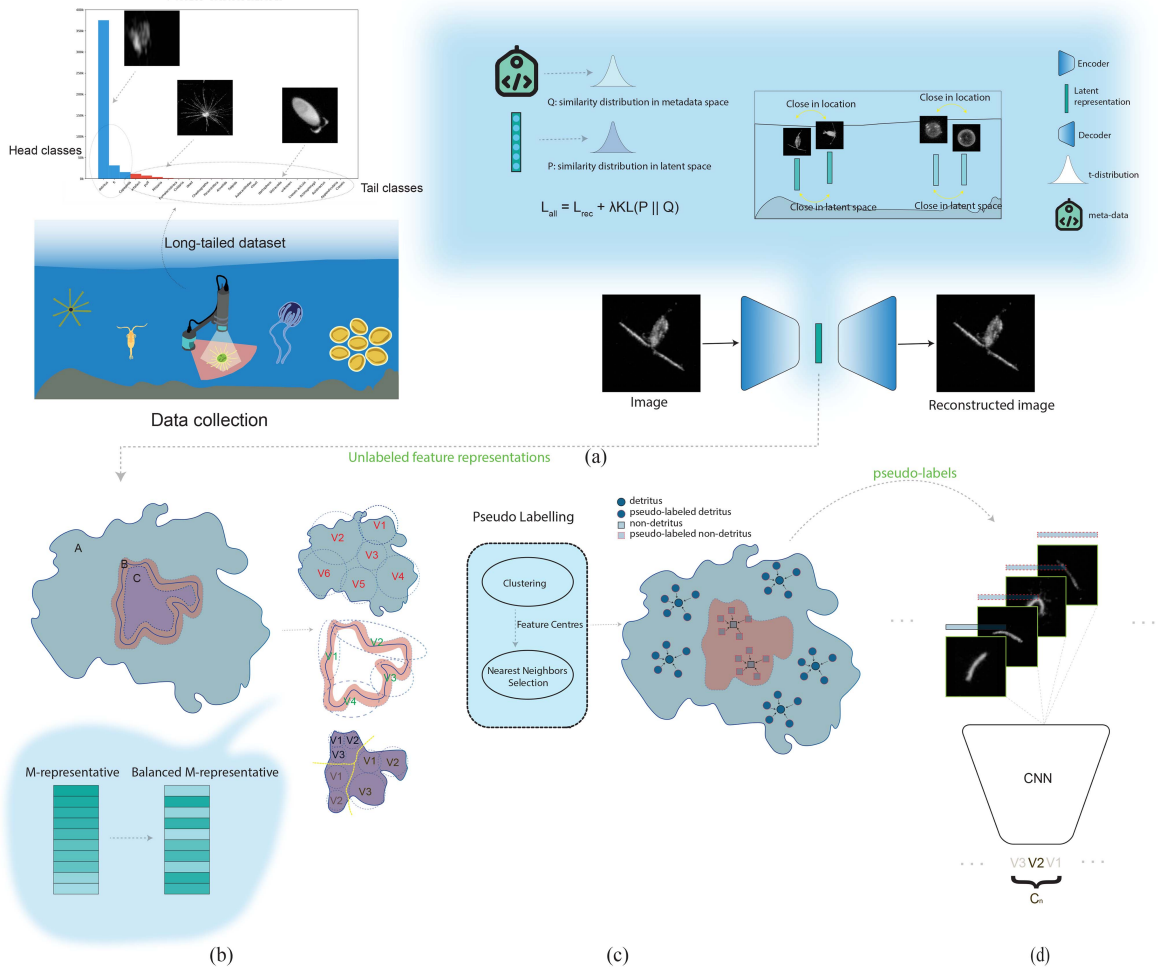 Head classes
Tail classes
Long-tailed dataset
Data collection
Q: similarity distribution in metadata space
P: similarity distribution in latent space
L_all = L_rec + λKL(P || Q)
Close in location
Close in location
Close in latent space
Close in latent space
Encoder
Latent
representation
Decoder
t-distribution
meta-data
Image
Reconstructed image
(a)
Unlabeled feature representations
A
B
C
V1
V2
V3
V6
V5
V4
V2
V1
V3
V4
V1 V2
V3
V1
V2
V1
V2
V3
M-representative
Balanced M-representative
(b)
Pseudo Labelling
Clustering
Feature Centres
Nearest Neighbors
Selection
detritus
pseudo-labeled detritus
non-detritus
pseudo-labeled non-detritus
(c)
pseudo-labels
. . .
. . .
CNN
. . .
V3 V2 V1
. . .
Cₙ
(d)